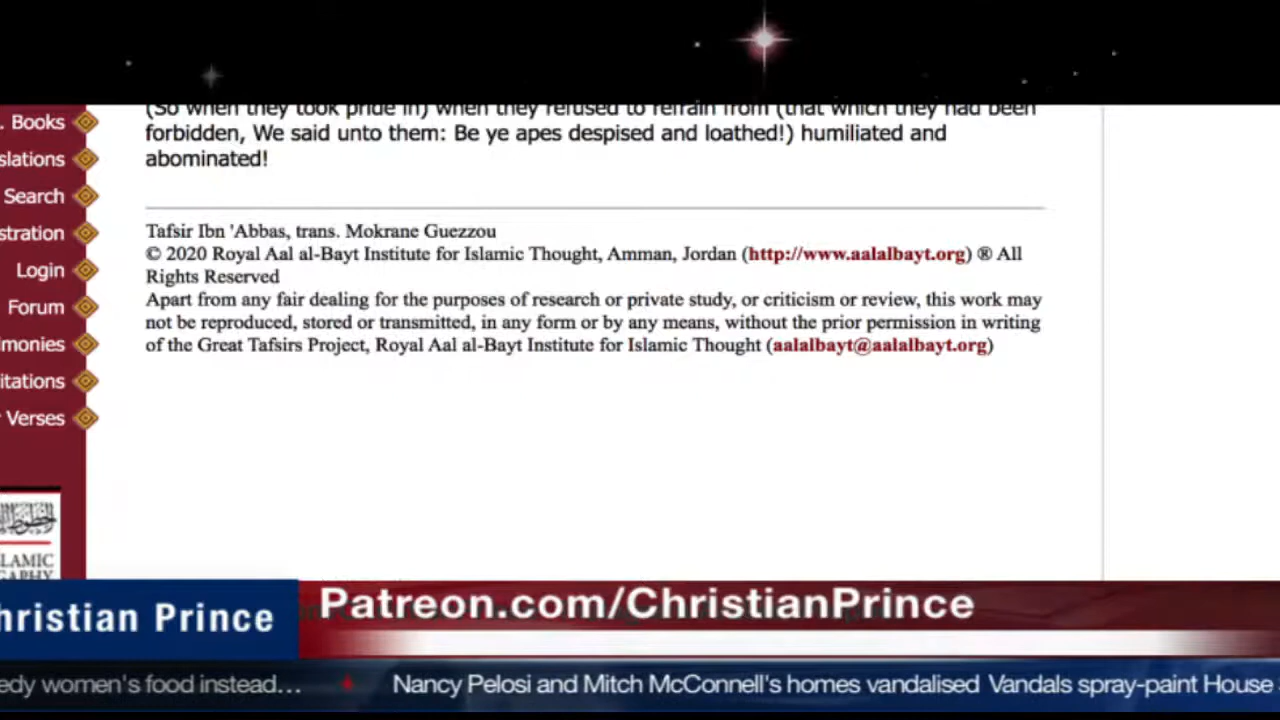 (So when they took pride in) when they refused to refrain from (that which they had been
forbidden, We said unto them: Be ye apes despised and loathed!) humiliated and
abominated!
. Books
slations
Search
stration
Login
Forum
monies
itations
Verses
Tafsir Ibn 'Abbas, trans. Mokrane Guezzou
© 2020 Royal Aal al-Bayt Institute for Islamic Thought, Amman, Jordan (http://www.aalalbayt.org) ® All
Rights Reserved
Apart from any fair dealing for the purposes of research or private study, or criticism or review, this work may
not be reproduced, stored or transmitted, in any form or by any means, without the prior permission in writing
of the Great Tafsirs Project, Royal Aal al-Bayt Institute for Islamic Thought (aalalbayt@aalalbayt.org)
LAMIC
hristian Prince
Patreon.com/ChristianPrince
edy women's food instead... Nancy Pelosi and Mitch McConnell's homes vandalised Vandals spray-paint House